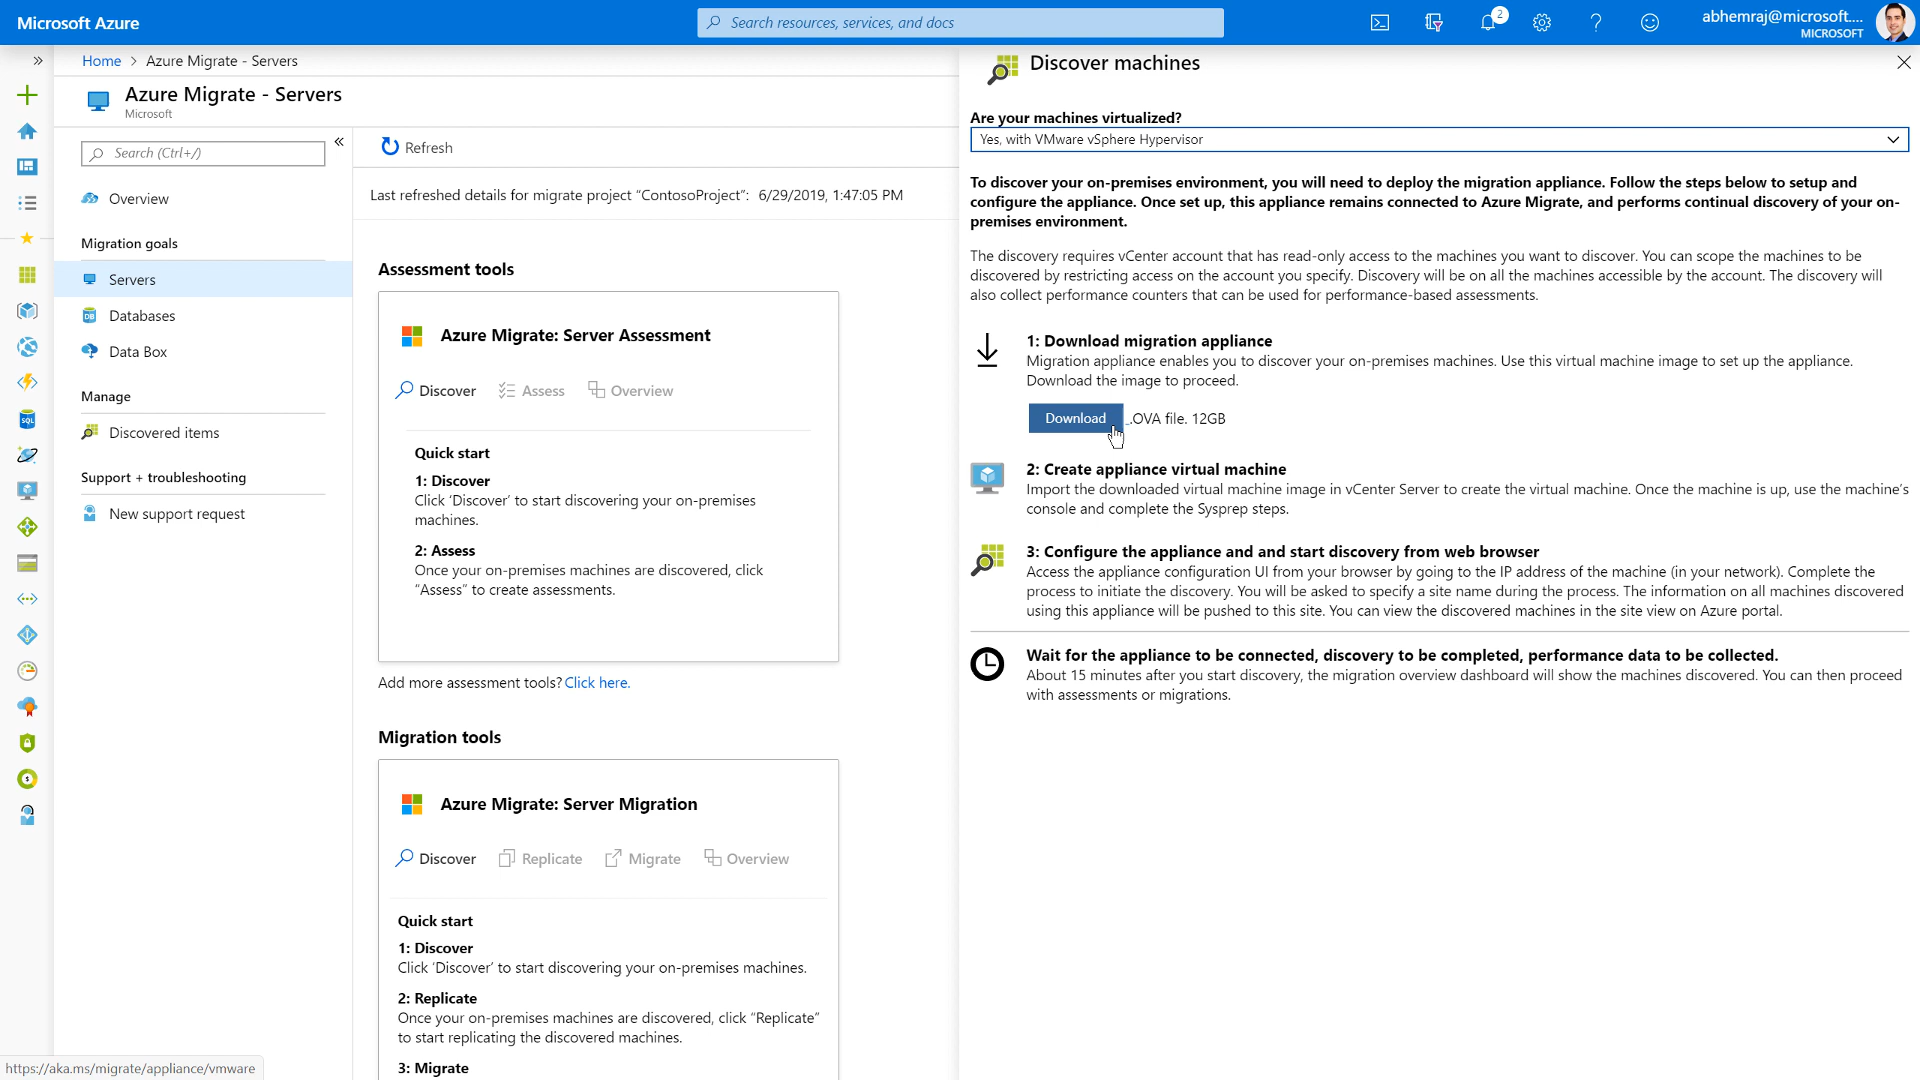 Microsoft Azure
Search resources, services, and docs
2
abhemraj@microsoft....
MICROSOFT
Home > Azure Migrate - Servers
Azure Migrate - Servers
Microsoft
Search (Ctrl+/)
Overview
Migration goals
Servers
Databases
Data Box
Manage
Discovered items
Support + troubleshooting
New support request
Refresh
Last refreshed details for migrate project “ContosoProject”: 6/29/2019, 1:47:05 PM
Assessment tools
Azure Migrate: Server Assessment
Discover
Assess
Overview
Quick start
1: Discover
Click ‘Discover’ to start discovering your on-premises
machines.
2: Assess
Once your on-premises machines are discovered, click
“Assess” to create assessments.
Add more assessment tools? Click here.
Migration tools
Azure Migrate: Server Migration
Discover
Replicate
Migrate
Overview
Quick start
1: Discover
Click ‘Discover’ to start discovering your on-premises machines.
2: Replicate
Once your on-premises machines are discovered, click “Replicate”
to start replicating the discovered machines.
3: Migrate
https://aka.ms/migrate/appliance/vmware
Discover machines
Are your machines virtualized?
Yes, with VMware vSphere Hypervisor
To discover your on-premises environment, you will need to deploy the migration appliance. Follow the steps below to setup and
configure the appliance. Once set up, this appliance remains connected to Azure Migrate, and performs continual discovery of your on-
premises environment.
The discovery requires vCenter account that has read-only access to the machines you want to discover. You can scope the machines to be
discovered by restricting access on the account you specify. Discovery will be on all the machines accessible by the account. The discovery will
also collect performance counters that can be used for performance-based assessments.
1: Download migration appliance
Migration appliance enables you to discover your on-premises machines. Use this virtual machine image to set up the appliance.
Download the image to proceed.
Download
.OVA file. 12GB
2: Create appliance virtual machine
Import the downloaded virtual machine image in vCenter Server to create the virtual machine. Once the machine is up, use the machine’s
console and complete the Sysprep steps.
3: Configure the appliance and and start discovery from web browser
Access the appliance configuration UI from your browser by going to the IP address of the machine (in your network). Complete the
process to initiate the discovery. You will be asked to specify a site name during the process. The information on all machines discovered
using this appliance will be pushed to this site. You can view the discovered machines in the site view on Azure portal.
Wait for the appliance to be connected, discovery to be completed, performance data to be collected.
About 15 minutes after you start discovery, the migration overview dashboard will show the machines discovered. You can then proceed
with assessments or migrations.